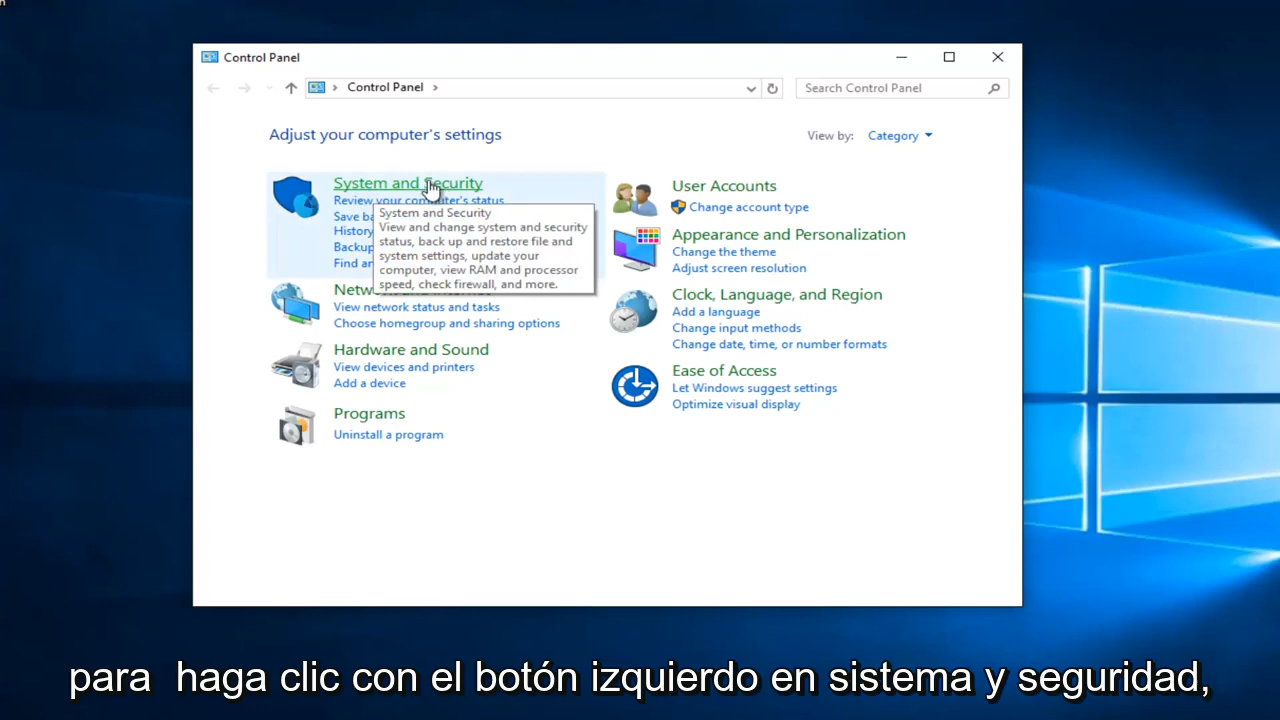 n
Control Panel
Control Panel
Search Control Panel
Adjust your computer's settings
View by: Category
System and Security
Review your computer's status
Save ba
History
Backup
Find an
System and Security
View and change system and security
status, back up and restore file and
system settings, update your
computer, view RAM and processor
speed, check firewall, and more.
View network status and tasks
Choose homegroup and sharing options
Hardware and Sound
View devices and printers
Add a device
Programs
Uninstall a program
User Accounts
Change account type
Appearance and Personalization
Change the theme
Adjust screen resolution
Clock, Language, and Region
Add a language
Change input methods
Change date, time, or number formats
Ease of Access
Let Windows suggest settings
Optimize visual display
para haga clic con el botón izquierdo en sistema y seguridad,